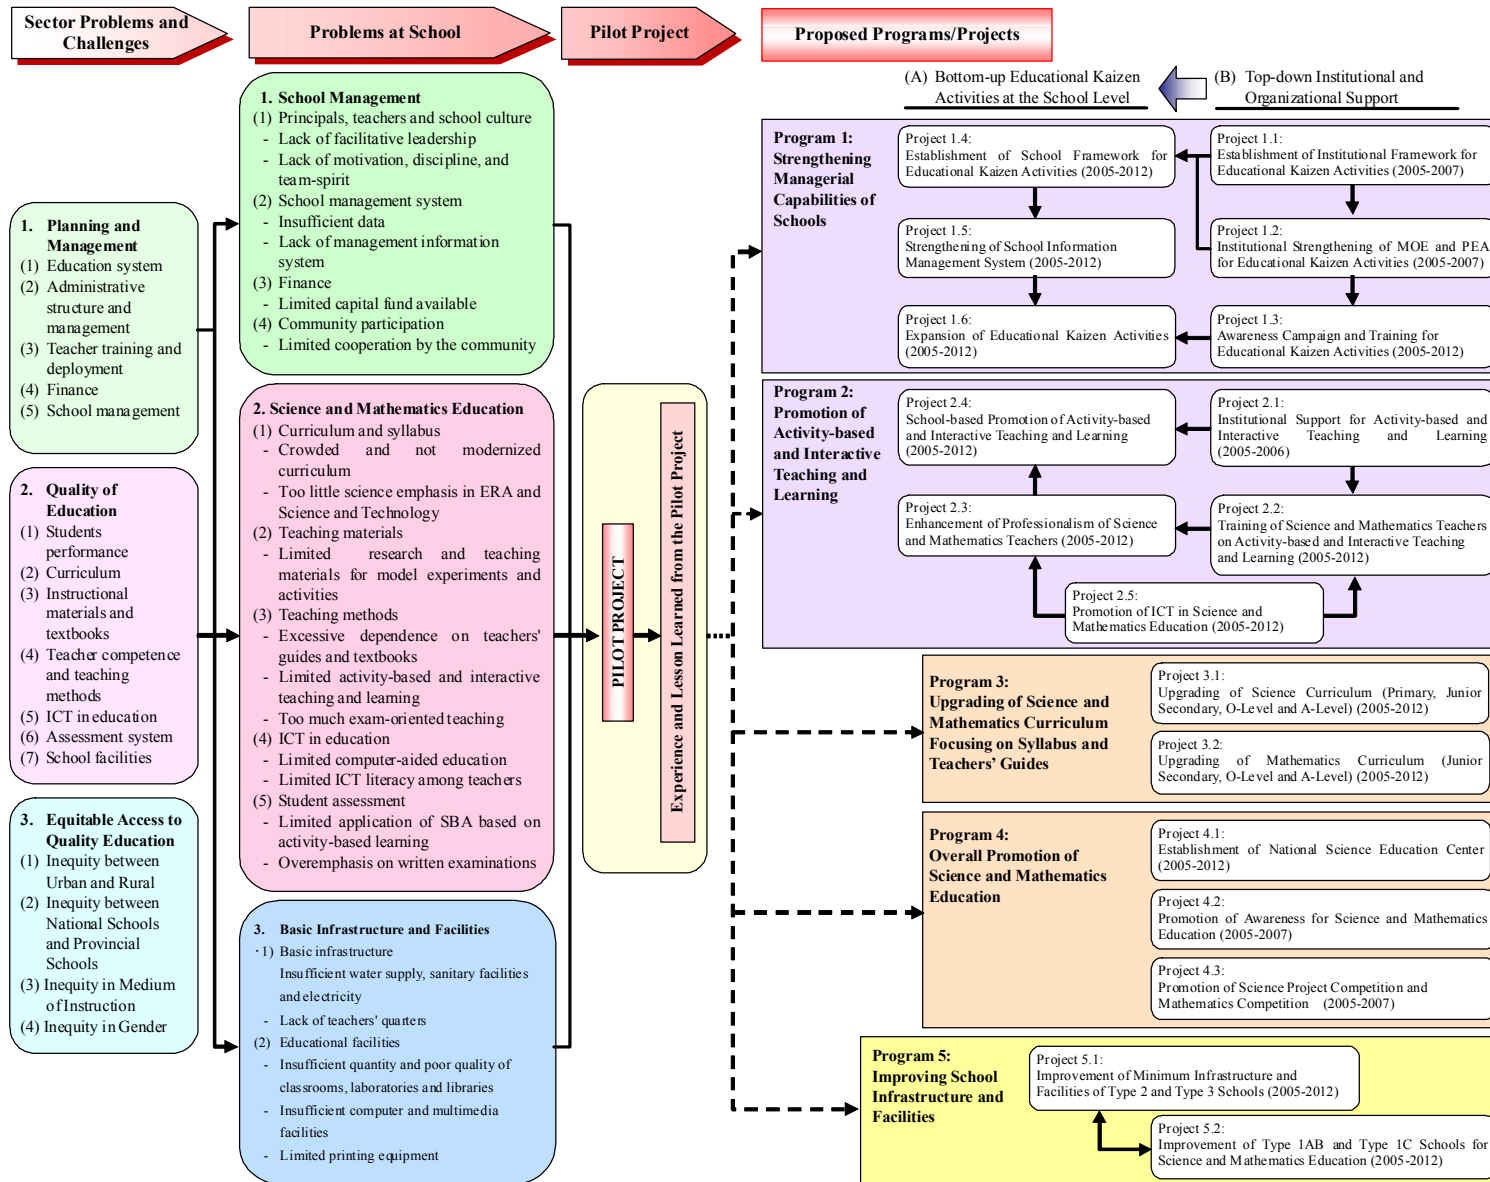 Sector Problems and
Challenges
Problems at School
Pilot Project
Proposed Programs/Projects
(A) Bottom-up Educational Kaizen
Activities at the School Level
(B) Top-down Institutional and
Organizational Support
1. Planning and
Management
(1) Education system
(2) Administrative
structure and
management
(3) Teacher training and
deployment
(4) Finance
(5) School management
2. Quality of
Education
(1) Students
performance
(2) Curriculum
(3) Instructional
materials and
textbooks
(4) Teacher competence
and teaching
methods
(5) ICT in education
(6) Assessment system
(7) School facilities
3. Equitable Access to
Quality Education
(1) Inequity between
Urban and Rural
(2) Inequity between
National Schools
and Provincial
Schools
(3) Inequity in Medium
of Instruction
(4) Inequity in Gender
1. School Management
(1) Principals, teachers and school culture
- Lack of facilitative leadership
- Lack of motivation, discipline, and
team-spirit
(2) School management system
- Insufficient data
- Lack of management information
system
(3) Finance
- Limited capital fund available
(4) Community participation
- Limited cooperation by the community
2. Science and Mathematics Education
(1) Curriculum and syllabus
- Crowded and not modernized
curriculum
- Too little science emphasis in ERA and
Science and Technology
(2) Teaching materials
- Limited research and teaching
materials for model experiments and
activities
(3) Teaching methods
- Excessive dependence on teachers'
guides and textbooks
- Limited activity-based and interactive
teaching and learning
- Too much exam-oriented teaching
(4) ICT in education
- Limited computer-aided education
- Limited ICT literacy among teachers
(5) Student assessment
- Limited application of SBA based on
activity-based learning
- Overemphasis on written examinations
3. Basic Infrastructure and Facilities
·1) Basic infrastructure
Insufficient water supply, sanitary facilities
and electricity
- Lack of teachers' quarters
(2) Educational facilities
- Insufficient quantity and poor quality of
classrooms, laboratories and libraries
- Insufficient computer and multimedia
facilities
- Limited printing equipment
PILOT PROJECT
Experience and Lesson Learned from the Pilot Project
Program 1:
Strengthening
Managerial
Capabilities of
Schools
Project 1.4:
Establishment of School Framework for
Educational Kaizen Activities (2005-2012)
Project 1.1:
Establishment of Institutional Framework for
Educational Kaizen Activities (2005-2007)
Project 1.5:
Strengthening of School Information
Management System (2005-2012)
Project 1.2:
Institutional Strengthening of MOE and PEA
for Educational Kaizen Activities (2005-2007)
Project 1.6:
Expansion of Educational Kaizen Activities
(2005-2012)
Project 1.3:
Awareness Campaign and Training for
Educational Kaizen Activities (2005-2012)
Program 2:
Promotion of
Activity-based
and Interactive
Teaching and
Learning
Project 2.4:
School-based Promotion of Activity-based
and Interactive Teaching and Learning
(2005-2012)
Project 2.1:
Institutional Support for Activity-based and
Interactive Teaching and Learning
(2005-2006)
Project 2.3:
Enhancement of Professionalism of Science
and Mathematics Teachers (2005-2012)
Project 2.2:
Training of Science and Mathematics Teachers
on Activity-based and Interactive Teaching
and Learning (2005-2012)
Project 2.5:
Promotion of ICT in Science and
Mathematics Education (2005-2012)
Program 3:
Upgrading of Science and
Mathematics Curriculum
Focusing on Syllabus and
Teachers' Guides
Project 3.1:
Upgrading of Science Curriculum (Primary, Junior
Secondary, O-Level and A-Level) (2005-2012)
Project 3.2:
Upgrading of Mathematics Curriculum (Junior
Secondary, O-Level and A-Level) (2005-2012)
Program 4:
Overall Promotion of
Science and Mathematics
Education
Project 4.1:
Establishment of National Science Education Center
(2005-2012)
Project 4.2:
Promotion of Awareness for Science and Mathematics
Education (2005-2007)
Project 4.3:
Promotion of Science Project Competition and
Mathematics Competition (2005-2007)
Program 5:
Improving School
Infrastructure and
Facilities
Project 5.1:
Improvement of Minimum Infrastructure and
Facilities of Type 2 and Type 3 Schools (2005-2012)
Project 5.2:
Improvement of Type 1AB and Type 1C Schools for
Science and Mathematics Education (2005-2012)